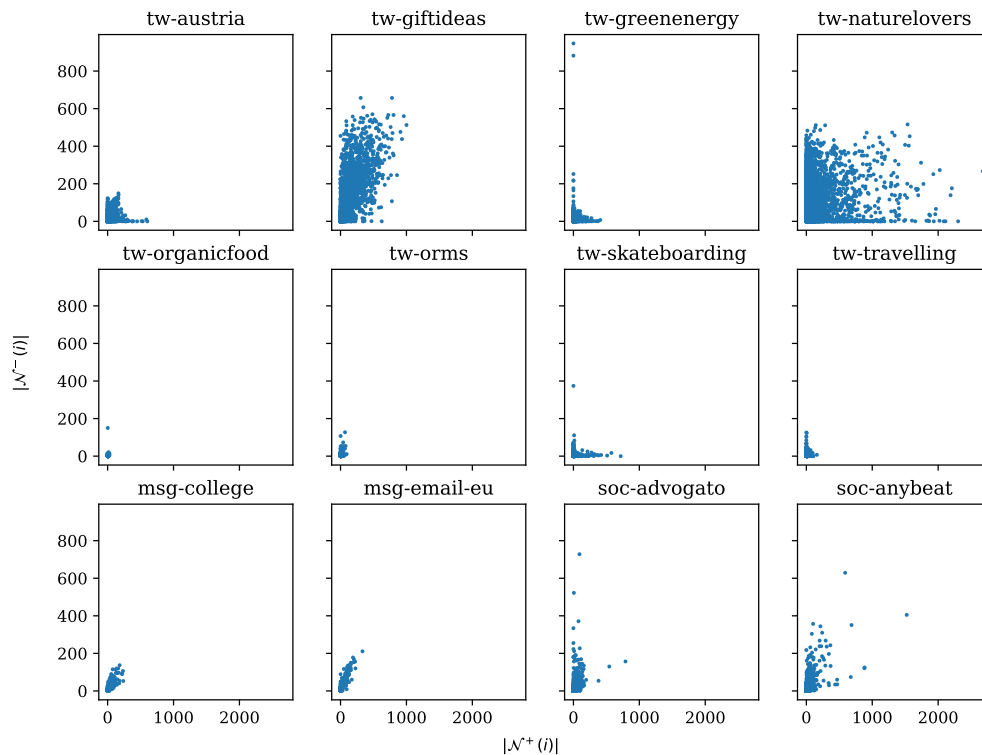 tw-austria tw-giftideas tw-greenenergy tw-naturelovers
800
600
400
200
0
tw-organicfood tw-orms tw-skateboarding tw-travelling
800
600
400
200
0
|𝒩⁻(i)|
msg-college msg-email-eu soc-advogato soc-anybeat
800
600
400
200
0
0 1000 2000 0 1000 2000 0 1000 2000 0 1000 2000
|𝒩⁺(i)|